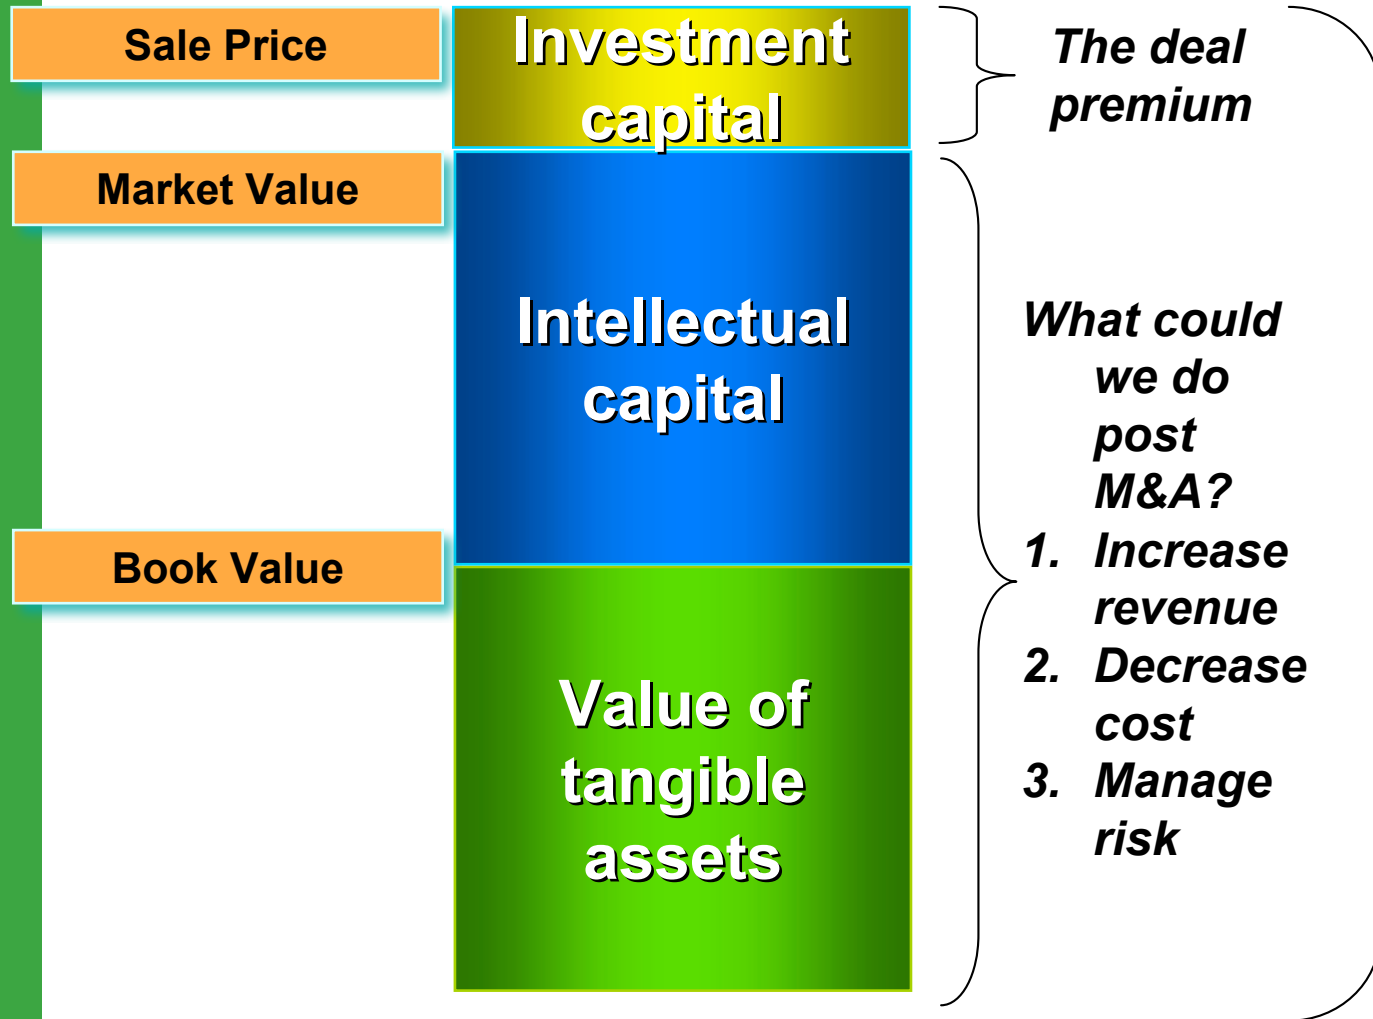 Sale Price
Investment
capital
The deal
premium
Market Value
Intellectual
capital
What could
we do
post
M&A?
1. Increase
revenue
2. Decrease
cost
3. Manage
risk
Book Value
Value of
tangible
assets